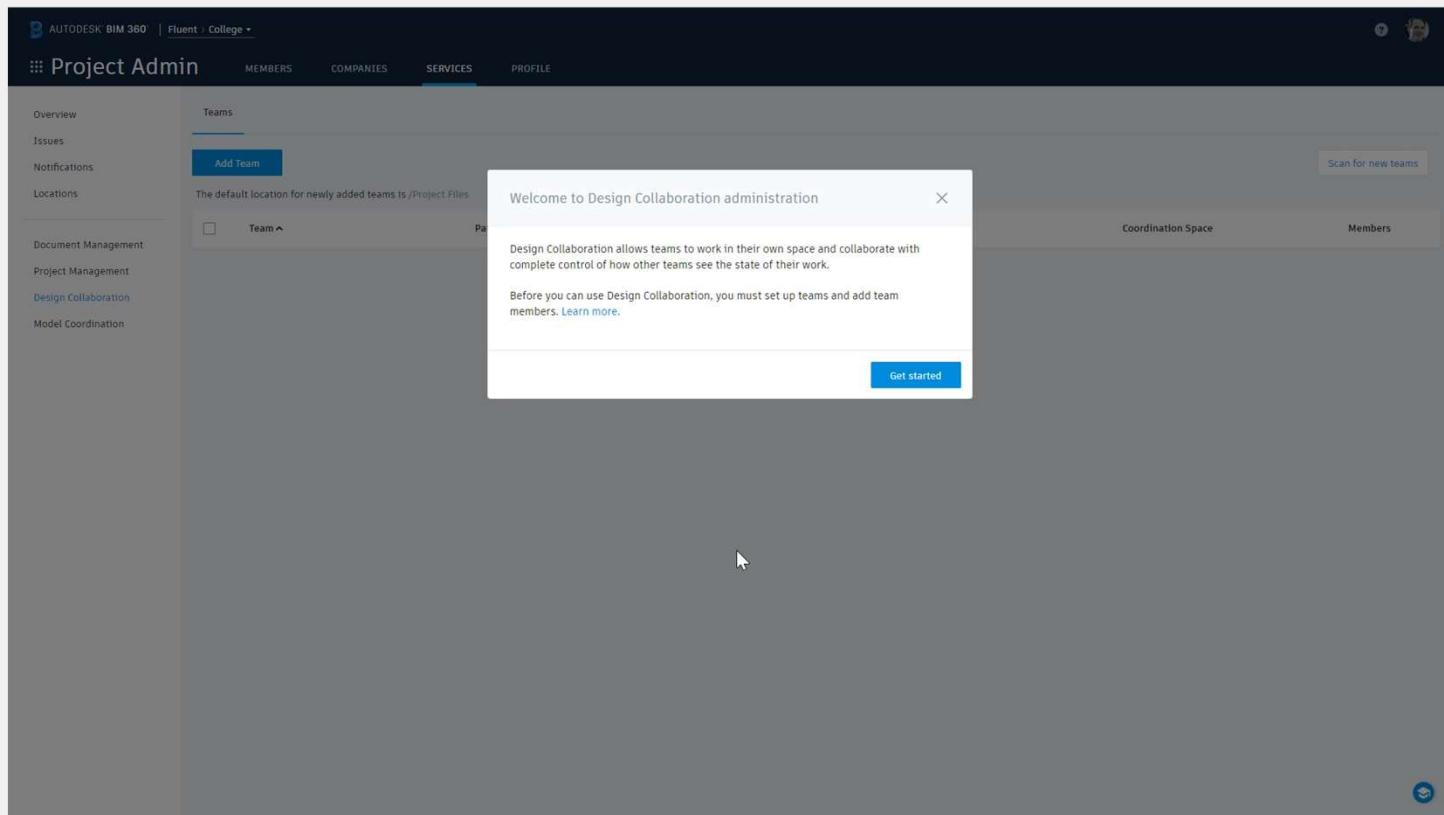 AUTODESK® BIM 360® | Fluent › College
Project Admin MEMBERS COMPANIES SERVICES PROFILE
Overview
Issues
Notifications
Locations
Document Management
Project Management
Design Collaboration
Model Coordination
Teams
Add Team
Scan for new teams
The default location for newly added teams is /Project Files
Team Pa Coordination Space Members
Welcome to Design Collaboration administration
Design Collaboration allows teams to work in their own space and collaborate with
complete control of how other teams see the state of their work.
Before you can use Design Collaboration, you must set up teams and add team
members. Learn more.
Get started